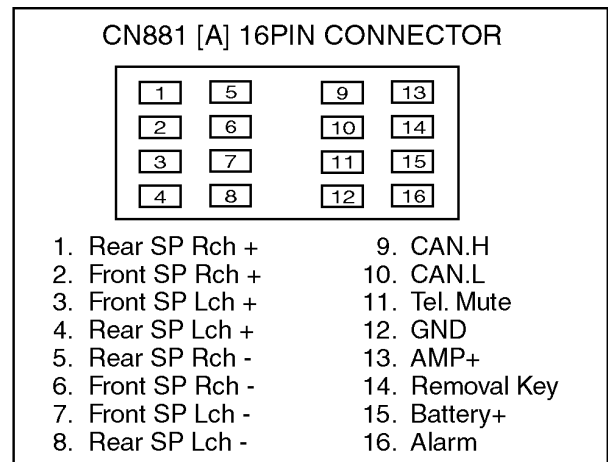 CN881 [A] 16PIN CONNECTOR
1 5 9 13
2 6 10 14
3 7 11 15
4 8 12 16
1. Rear SP Rch +
2. Front SP Rch +
3. Front SP Lch +
4. Rear SP Lch +
5. Rear SP Rch -
6. Front SP Rch -
7. Front SP Lch -
8. Rear SP Lch -
9. CAN.H
10. CAN.L
11. Tel. Mute
12. GND
13. AMP+
14. Removal Key
15. Battery+
16. Alarm